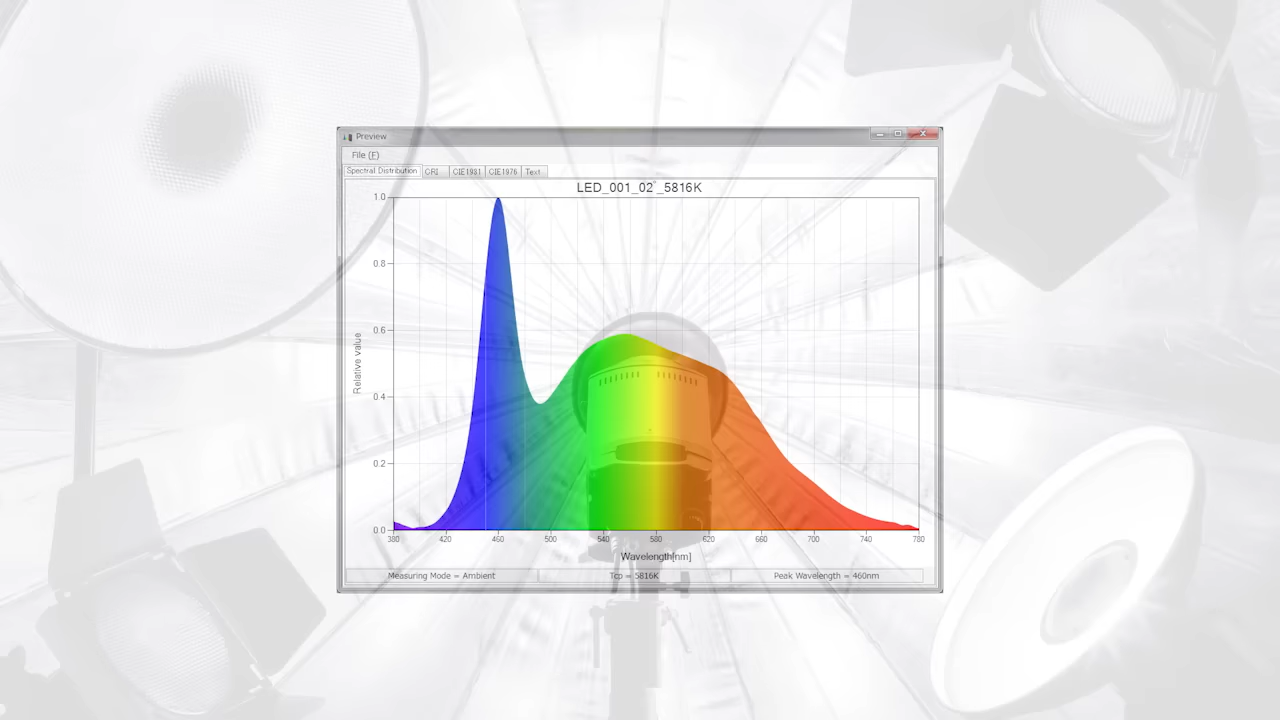 Preview
File (F)
Spectral Distribution CRI CIE1931 CIE1976 Text
LED_001_02°_5816K
1.0
0.8
0.6
0.4
0.2
0.0
Relative value
380 420 460 500 540 580 620 660 700 740 780
Wavelength[nm]
Measuring Mode = Ambient Tcp = 5816K Peak Wavelength = 460nm